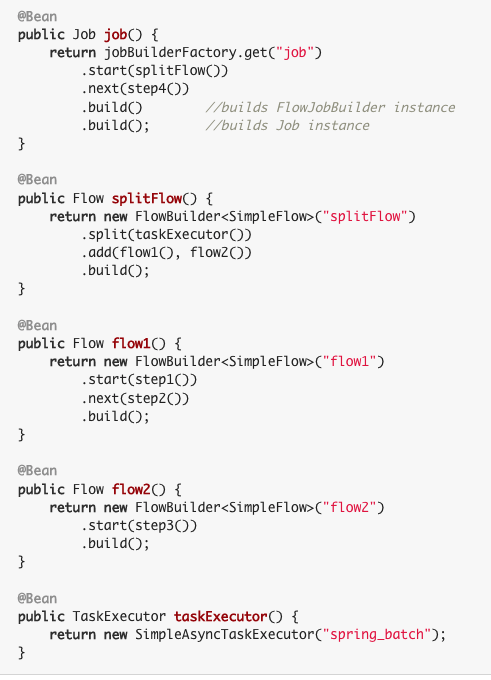 @Bean
public Job job() {
    return jobBuilderFactory.get("job")
        .start(splitFlow())
        .next(step4())
        .build()        //builds FlowJobBuilder instance
        .build();       //builds Job instance
}
@Bean
public Flow splitFlow() {
    return new FlowBuilder<SimpleFlow>("splitFlow")
        .split(taskExecutor())
        .add(flow1(), flow2())
        .build();
}
@Bean
public Flow flow1() {
    return new FlowBuilder<SimpleFlow>("flow1")
        .start(step1())
        .next(step2())
        .build();
}
@Bean
public Flow flow2() {
    return new FlowBuilder<SimpleFlow>("flow2")
        .start(step3())
        .build();
}
@Bean
public TaskExecutor taskExecutor() {
    return new SimpleAsyncTaskExecutor("spring_batch");
}